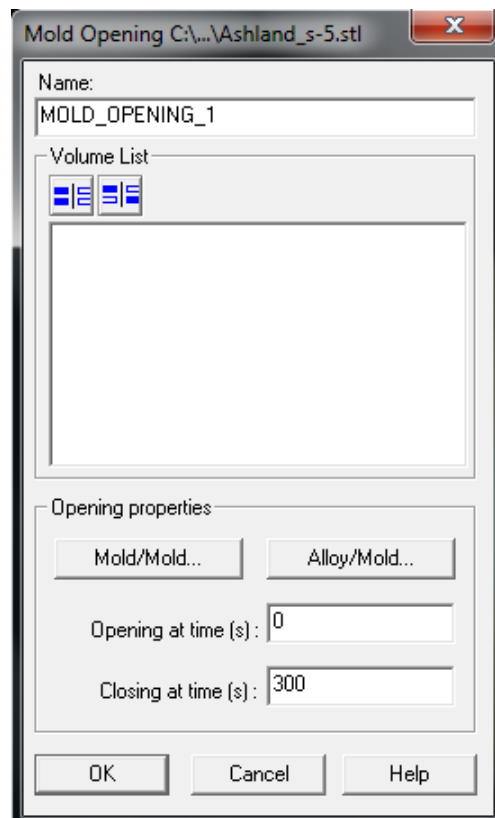 Mold Opening C:\...\Ashland_s-5.stl
Name:
MOLD_OPENING_1
Volume List
Opening properties
Mold/Mold... Alloy/Mold...
Opening at time (s) : 0
Closing at time (s) : 300
OK Cancel Help